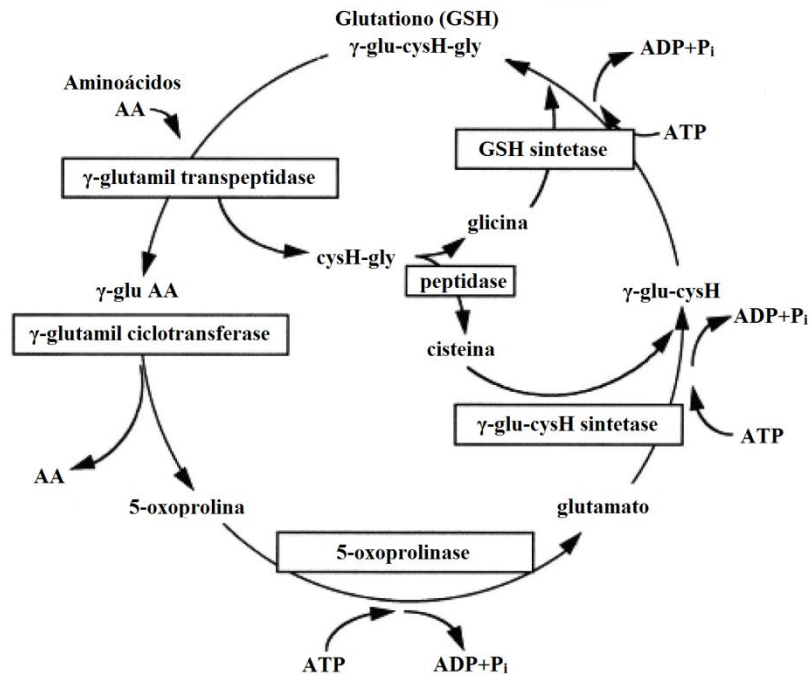 Glutationo (GSH)
γ-glu-cysH-gly
ADP+Pi
Aminoácidos
AA
ATP
GSH sintetase
γ-glutamil transpeptidase
glicina
cysH-gly
peptidase
γ-glu AA
γ-glu-cysH
ADP+Pi
γ-glutamil ciclotransferase
cisteina
γ-glu-cysH sintetase
ATP
AA
5-oxoprolina
glutamato
5-oxoprolinase
ATP
ADP+Pi